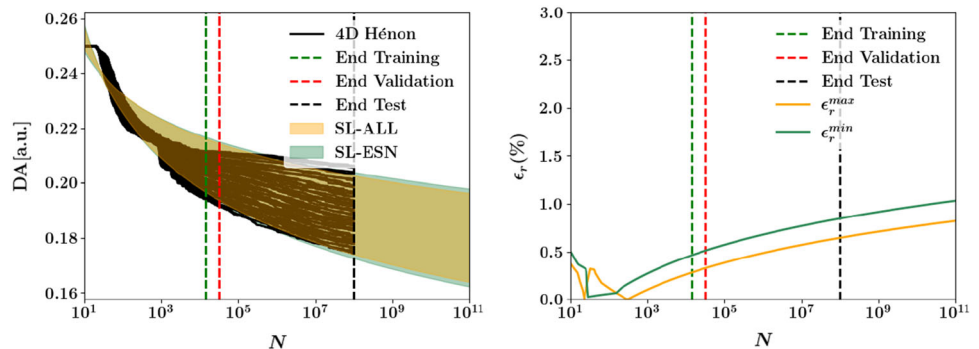 0.26
0.24
0.22
0.20
0.18
0.16
DA [a.u.]
4D Hénon
End Training
End Validation
End Test
SL-ALL
SL-ESN
10^1 10^3 10^5 10^7 10^9 10^11
N
3.0
2.5
2.0
1.5
1.0
0.5
0.0
ϵ_r(%)
End Training
End Validation
End Test
ϵ_r^max
ϵ_r^min
10^1 10^3 10^5 10^7 10^9 10^11
N